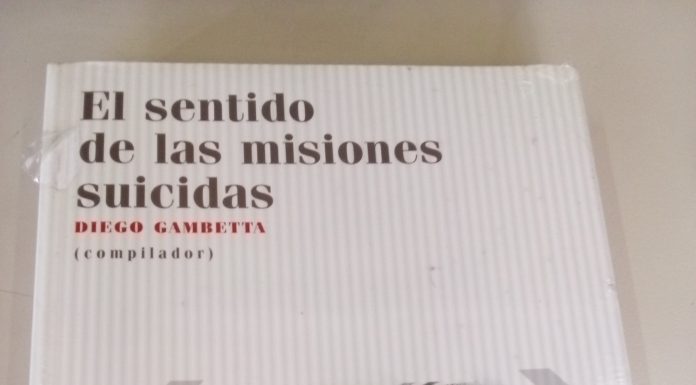 El sentido
de las misiones
suicidas
DIEGO GAMBETTA
(compilador)